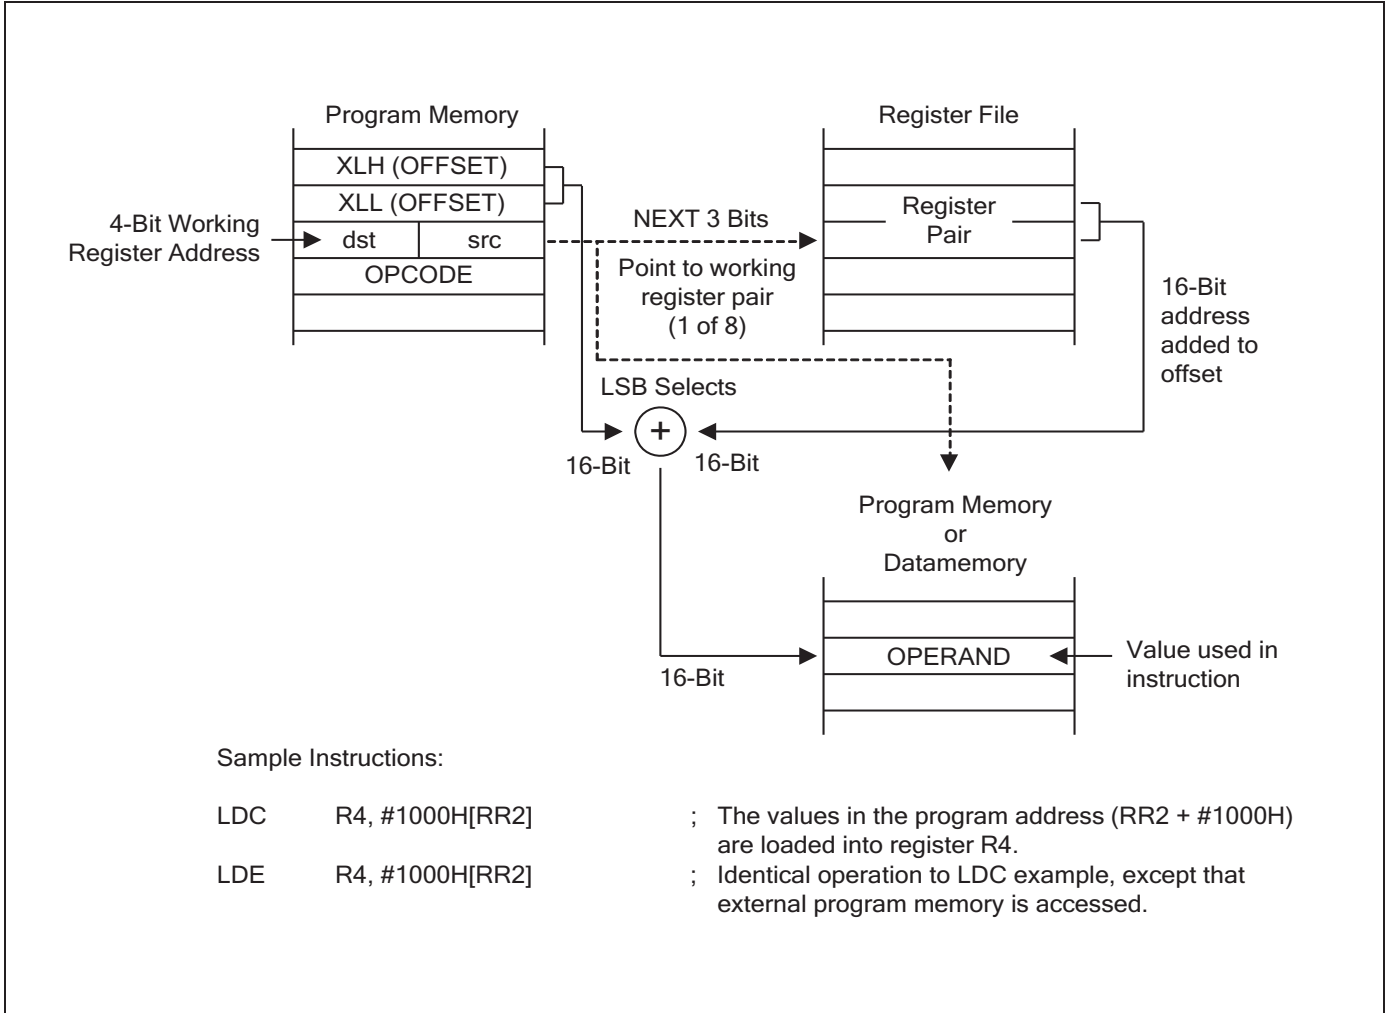 Program Memory
Register File
XLH (OFFSET)
XLL (OFFSET)
4-Bit Working
Register Address
dst
src
OPCODE
NEXT 3 Bits
Point to working
register pair
(1 of 8)
Register
Pair
16-Bit
address
added to
offset
LSB Selects
+
16-Bit
16-Bit
Program Memory
or
Datamemory
OPERAND
Value used in
instruction
16-Bit
Sample Instructions:
LDC R4, #1000H[RR2] ; The values in the program address (RR2 + #1000H)
are loaded into register R4.
LDE R4, #1000H[RR2] ; Identical operation to LDC example, except that
external program memory is accessed.